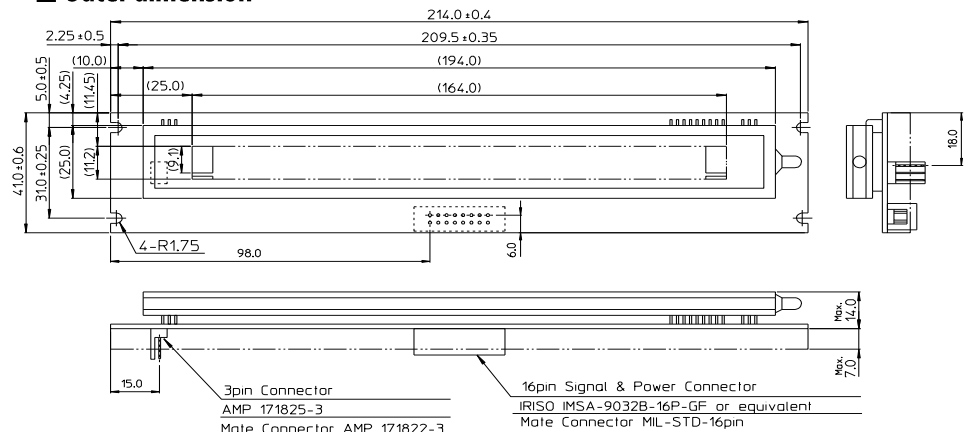 ■ Outer dimension
214.0±0.4
2.25±0.5
209.5±0.35
(10.0)
(194.0)
(25.0)
(164.0)
5.0±0.5
(4.25)
(11.45)
41.0±0.6
31.0±0.25
(25.0)
(11.2)
(9.1)
18.0
4-R1.75
98.0
6.0
Max.
14.0
Max.
7.0
15.0
3pin Connector
AMP 171825-3
Mate Connector AMP 171822-3
16pin Signal & Power Connector
IRISO IMSA-9032B-16P-GF or equivalent
Mate Connector MIL-STD-16pin